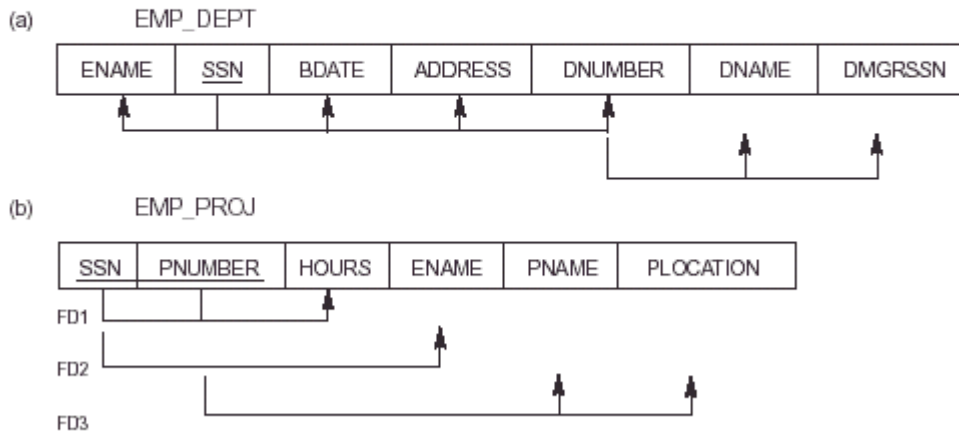 (a) EMP_DEPT
ENAME SSN BDATE ADDRESS DNUMBER DNAME DMGRSSN
(b) EMP_PROJ
SSN PNUMBER HOURS ENAME PNAME PLOCATION
FD1
FD2
FD3